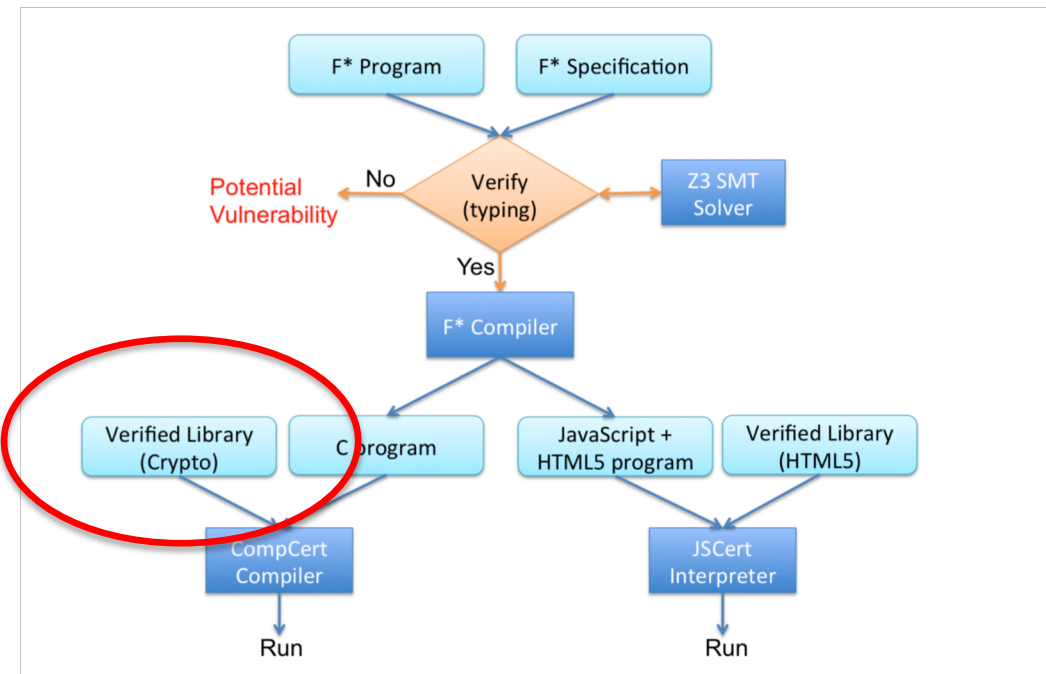 F* Program
F* Specification
No
Verify
(typing)
Z3 SMT
Solver
Potential
Vulnerability
Yes
F* Compiler
Verified Library
(Crypto)
C program
JavaScript +
HTML5 program
Verified Library
(HTML5)
CompCert
Compiler
JSCert
Interpreter
Run
Run